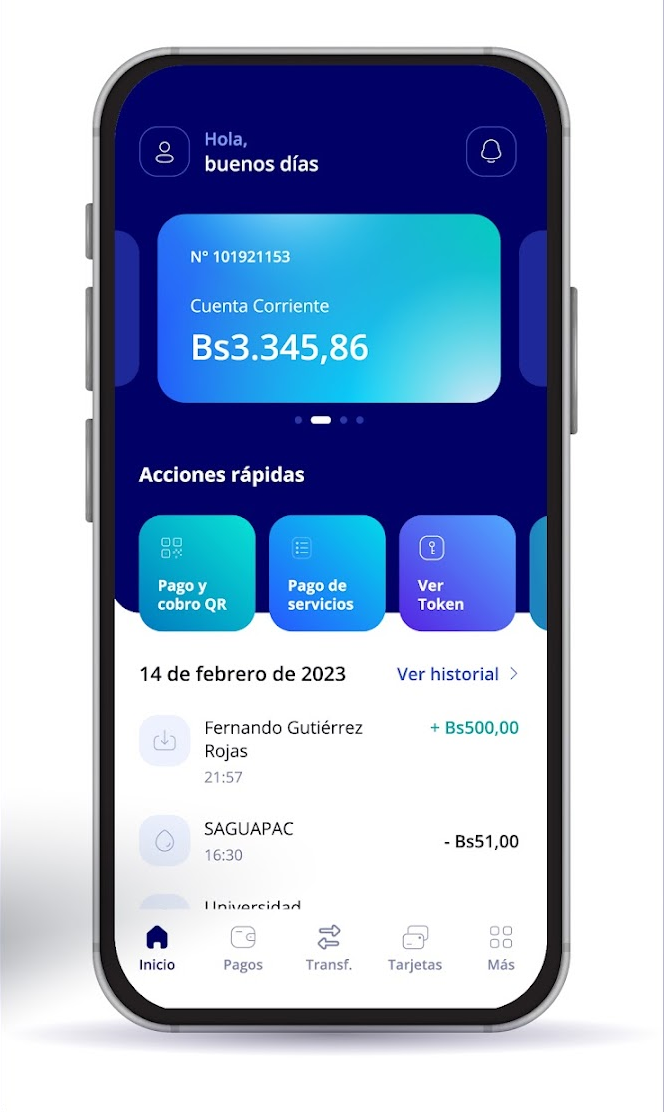 Hola,
buenos días
N° 101921153
Cuenta Corriente
Bs3.345,86
Acciones rápidas
Pago y
cobro QR
Pago de
servicios
Ver
Token
14 de febrero de 2023
Ver historial
Fernando Gutiérrez
Rojas
+ Bs500,00
21:57
SAGUAPAC
16:30
- Bs51,00
Universidad
Inicio
Pagos
Transf.
Tarjetas
Más